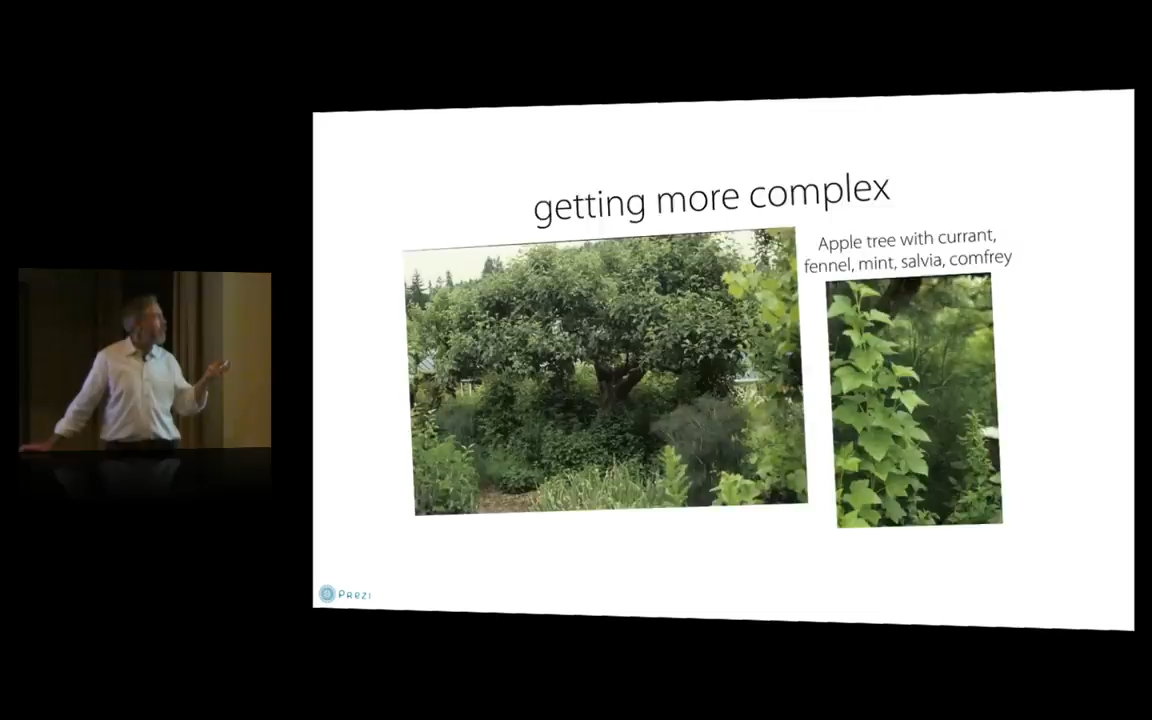 getting more complex
Apple tree with currant,
fennel, mint, salvia, comfrey
Prezi